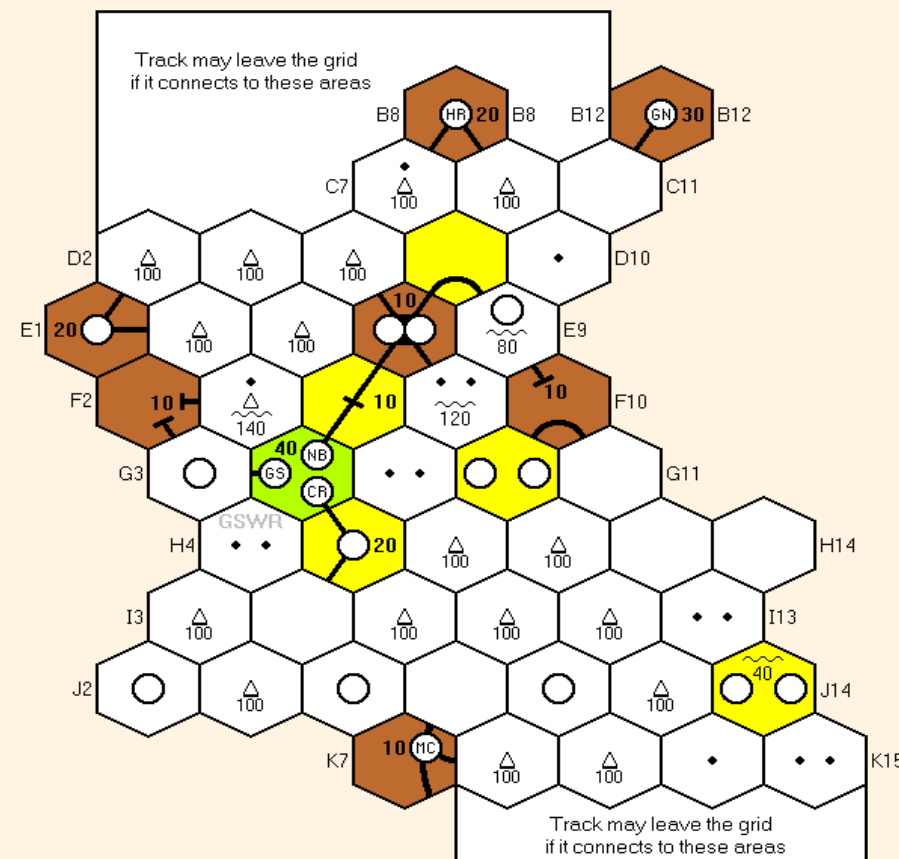 Track may leave the grid
if it connects to these areas
B8 HR 20 B8 B12 GN 30 B12
C7 100 100 C11
D2 100 100 100 D10
E1 20 100 100 10 80 E9
F2 10 140 10 120 10 F10
G3 40 GS NB CR G11
GSWR
H4 20 100 100 H14
I3 100 100 100 100 I13
J2 100 100 40 J14
K7 10 MC 100 100 K15
Track may leave the grid
if it connects to these areas